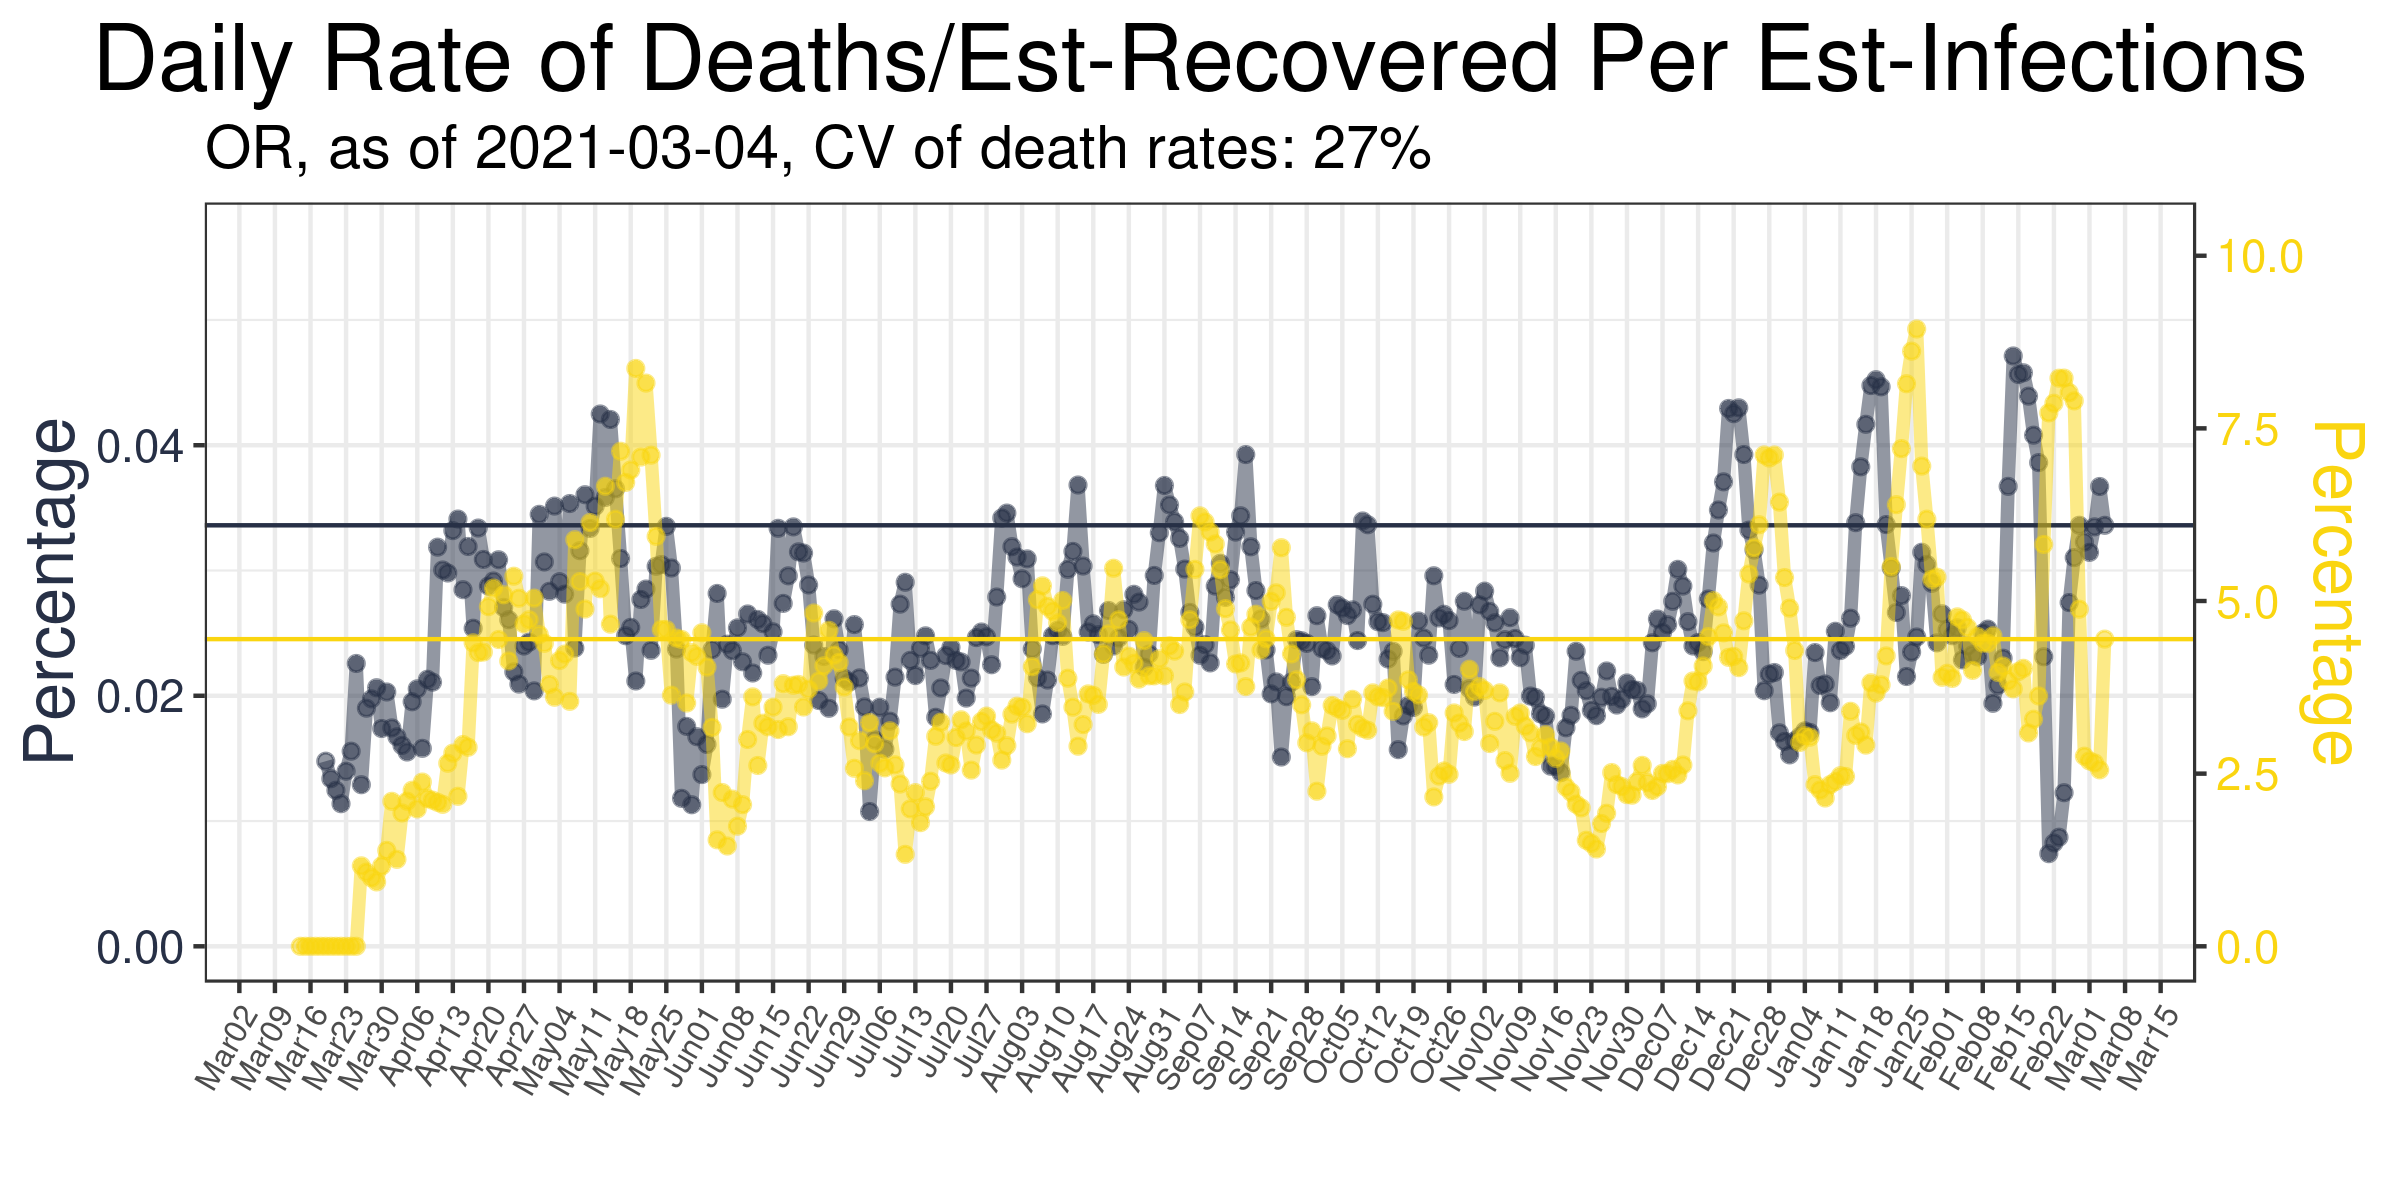 Daily Rate of Deaths/Est-Recovered Per Est-Infections
OR, as of 2021-03-04, CV of death rates: 27%
Percentage
0.04
0.02
0.00
10.0
7.5
5.0
2.5
0.0
Percentage
Mar02
Mar09
Mar16
Mar23
Mar30
Apr06
Apr13
Apr20
Apr27
May04
May11
May18
May25
Jun01
Jun08
Jun15
Jun22
Jun29
Jul06
Jul13
Jul20
Jul27
Aug03
Aug10
Aug17
Aug24
Aug31
Sep07
Sep14
Sep21
Sep28
Oct05
Oct12
Oct19
Oct26
Nov02
Nov09
Nov16
Nov23
Nov30
Dec07
Dec14
Dec21
Dec28
Jan04
Jan11
Jan18
Jan25
Feb01
Feb08
Feb15
Feb22
Mar01
Mar08
Mar15